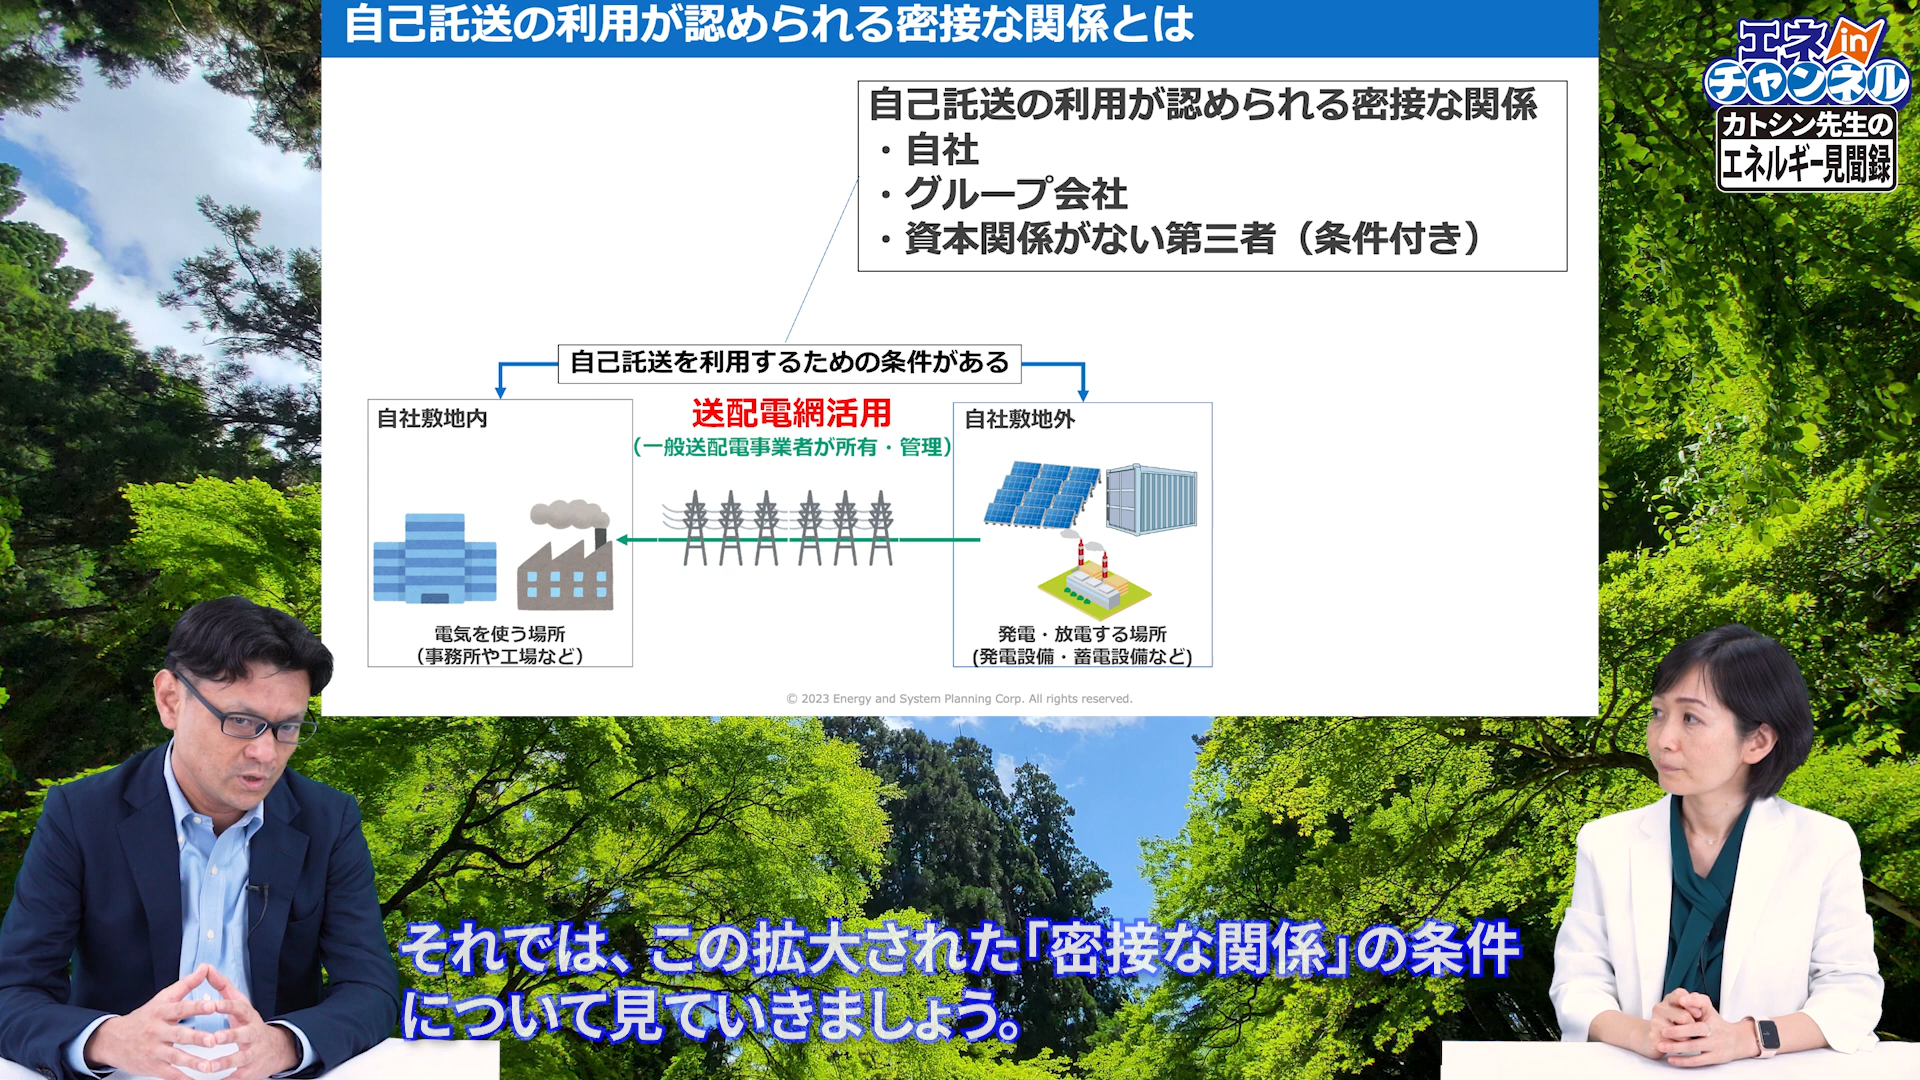 自己託送の利用が認められる密接な関係とは
自己託送の利用が認められる密接な関係
・自社
・グループ会社
・資本関係がない第三者（条件付き）
自己託送を利用するための条件がある
自社敷地内
送配電網活用
（一般送配電事業者が所有・管理）
自社敷地外
電気を使う場所
（事務所や工場など）
発電・放電する場所
(発電設備・蓄電設備など)
© 2023 Energy and System Planning Corp. All rights reserved.
エネin
チャンネル
カトシン先生の
エネルギー見聞録
それでは、この拡大された「密接な関係」の条件
について見ていきましょう。